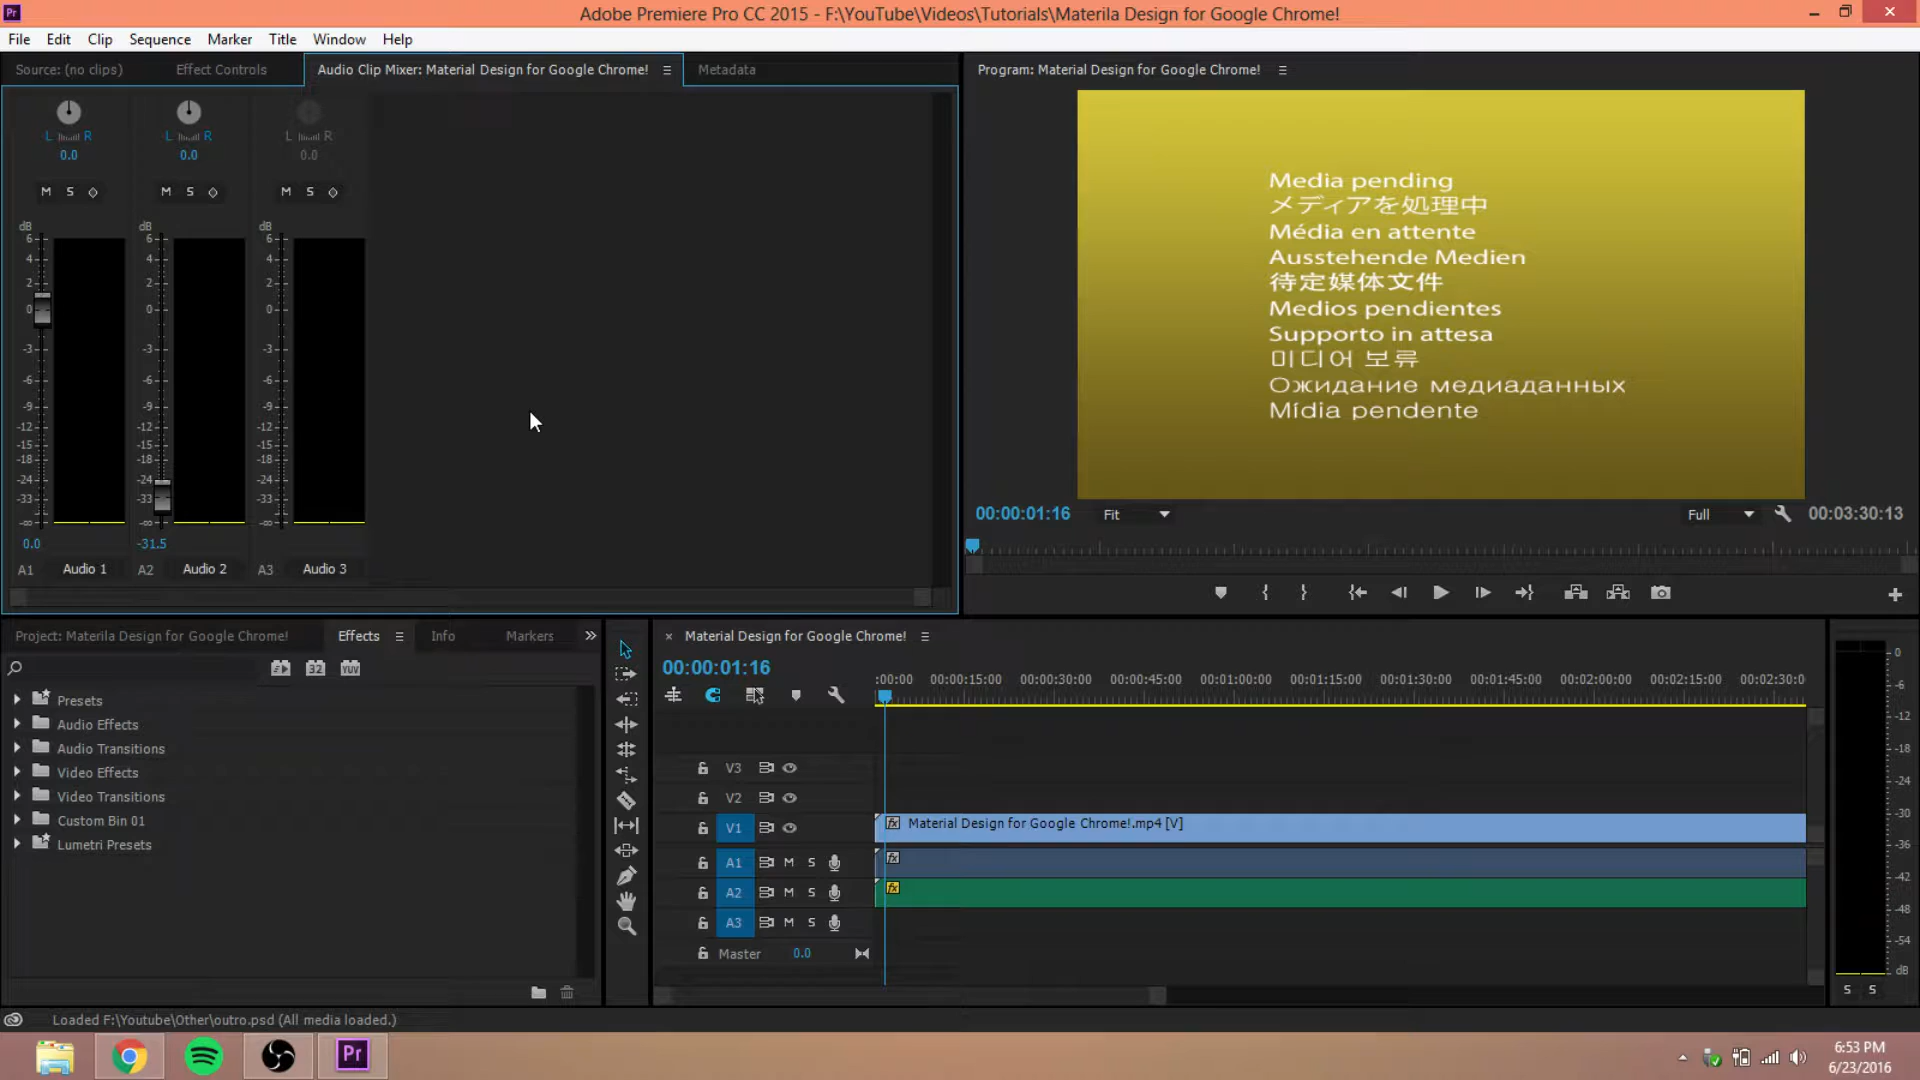 Adobe Premiere Pro CC 2015 - F:\YouTube\Videos\Tutorials\Materila Design for Google Chrome!
File Edit Clip Sequence Marker Title Window Help
Source: (no clips) Effect Controls Audio Clip Mixer: Material Design for Google Chrome! Metadata
Program: Material Design for Google Chrome!
L R L R L R
0.0 0.0 0.0
M S M S M S
dB dB dB
6 6 6
4 4 4
2 2 2
0 0 0
-3 -3 -3
-6 -6 -6
-9 -9 -9
-12 -12 -12
-15 -15 -15
-18 -18 -18
-24 -24 -24
-33 -33 -33
-∞ -∞ -∞
0.0 -31.5
A1 Audio 1 A2 Audio 2 A3 Audio 3
Media pending
メディアを処理中
Média en attente
Ausstehende Medien
待定媒体文件
Medios pendientes
Supporto in attesa
미디어 보류
Ожидание медиаданных
Mídia pendente
00:00:01:16 Fit Full 00:03:30:13
Project: Materila Design for Google Chrome! Effects Info Markers
32 YUV
Presets
Audio Effects
Audio Transitions
Video Effects
Video Transitions
Custom Bin 01
Lumetri Presets
Material Design for Google Chrome!
00:00:01:16
:00:00 00:00:15:00 00:00:30:00 00:00:45:00 00:01:00:00 00:01:15:00 00:01:30:00 00:01:45:00 00:02:00:00 00:02:15:00 00:02:30:0
V3
V2
V1 fx Material Design for Google Chrome!.mp4 [V]
A1 M S fx
A2 M S fx
A3 M S
Master 0.0
0
-6
-12
-18
-24
-30
-36
-42
-48
-54
dB
S S
Loaded F:\Youtube\Other\outro.psd (All media loaded.)
Pr
6:53 PM
6/23/2016